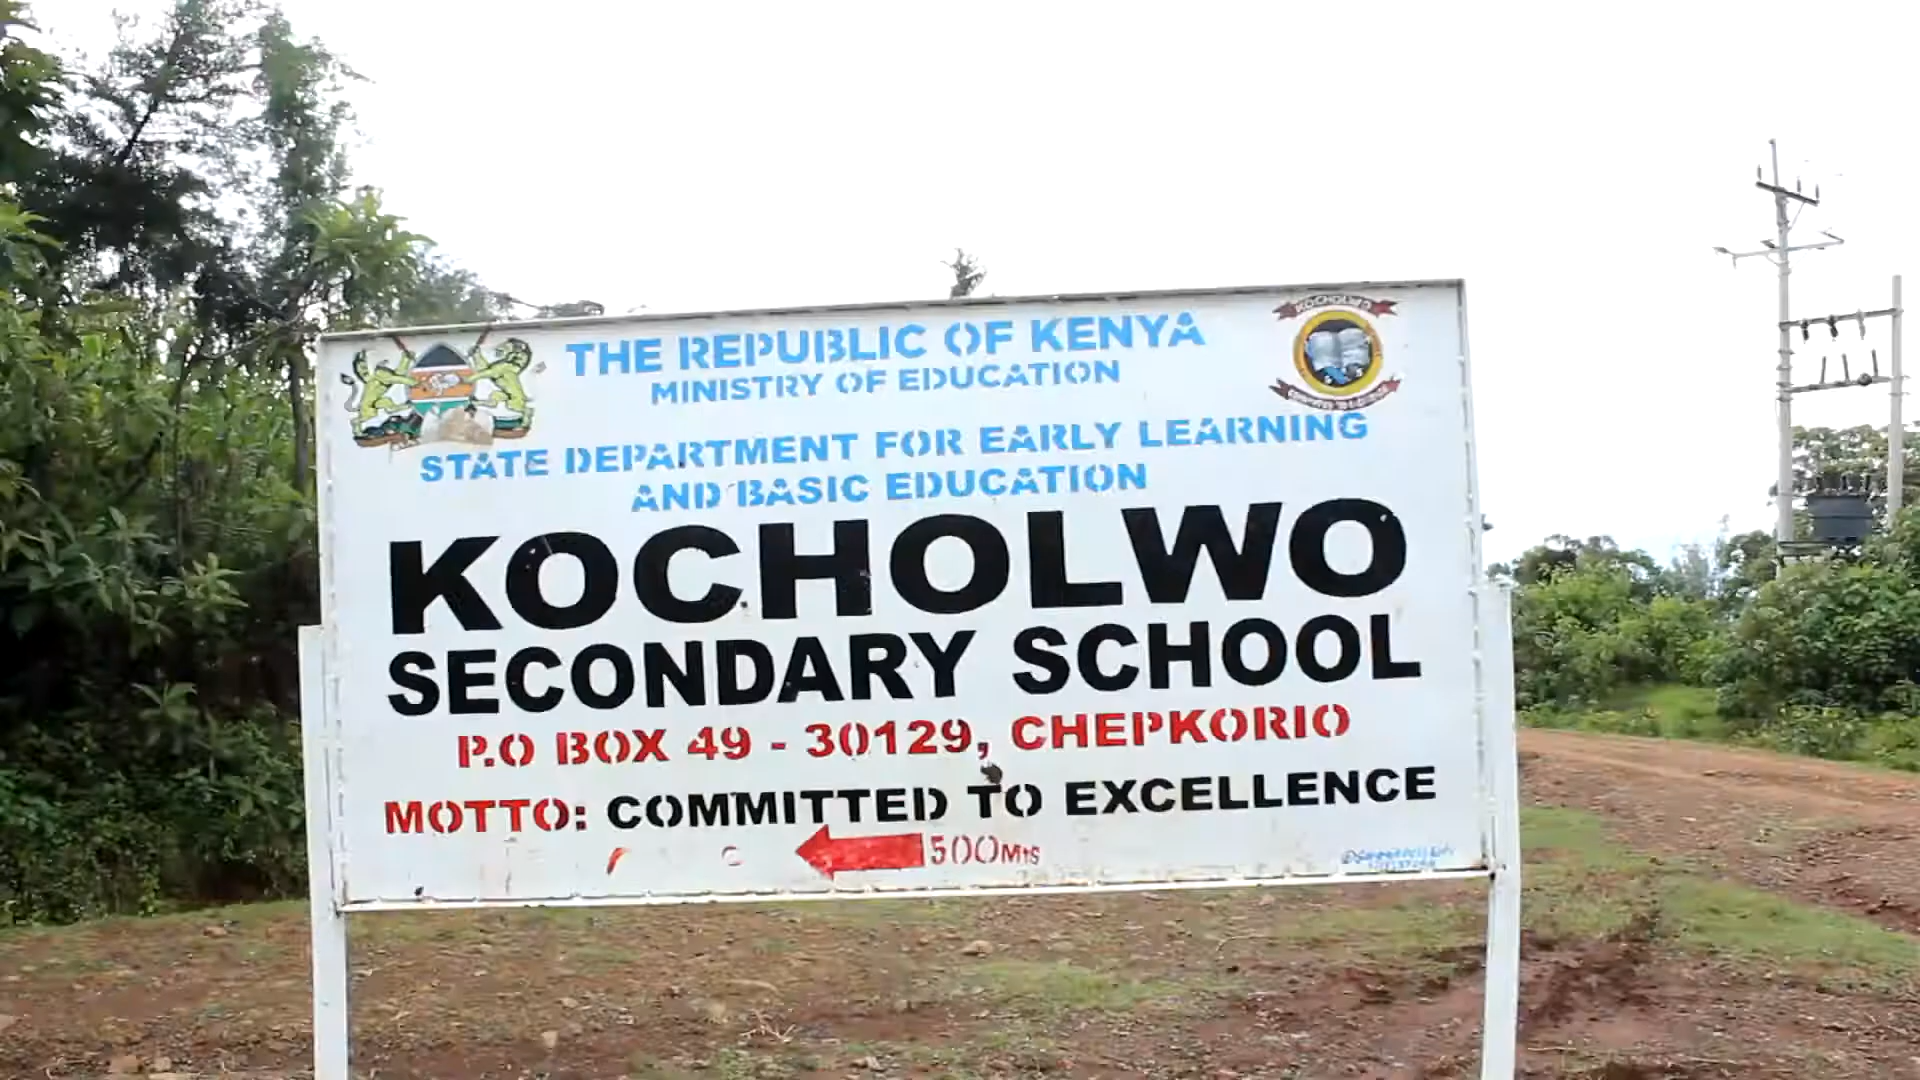 THE REPUBLIC OF KENYA
MINISTRY OF EDUCATION
KOCHOLWO
STATE DEPARTMENT FOR EARLY LEARNING
AND BASIC EDUCATION
KOCHOLWO
SECONDARY SCHOOL
P.O BOX 49 - 30129, CHEPKORIO
MOTTO: COMMITTED TO EXCELLENCE
500Mts